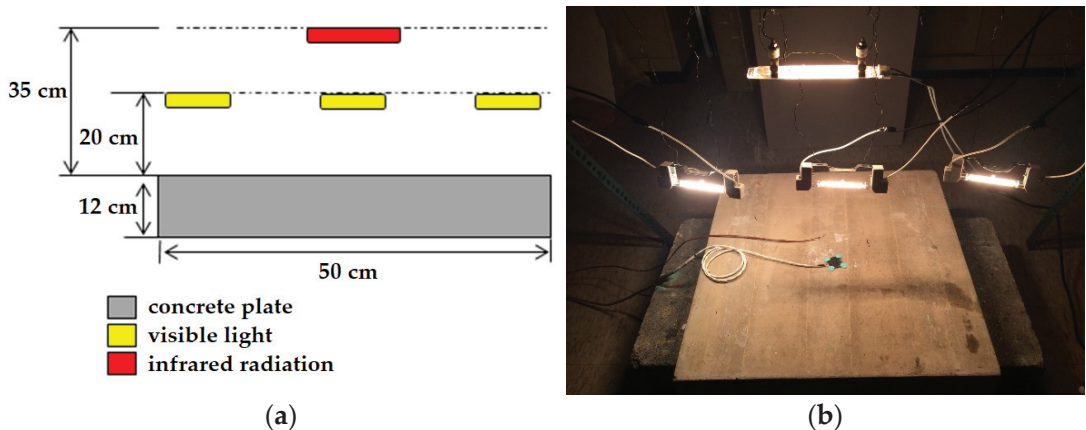 35 cm
20 cm
12 cm
50 cm
concrete plate
visible light
infrared radiation
(a)
(b)